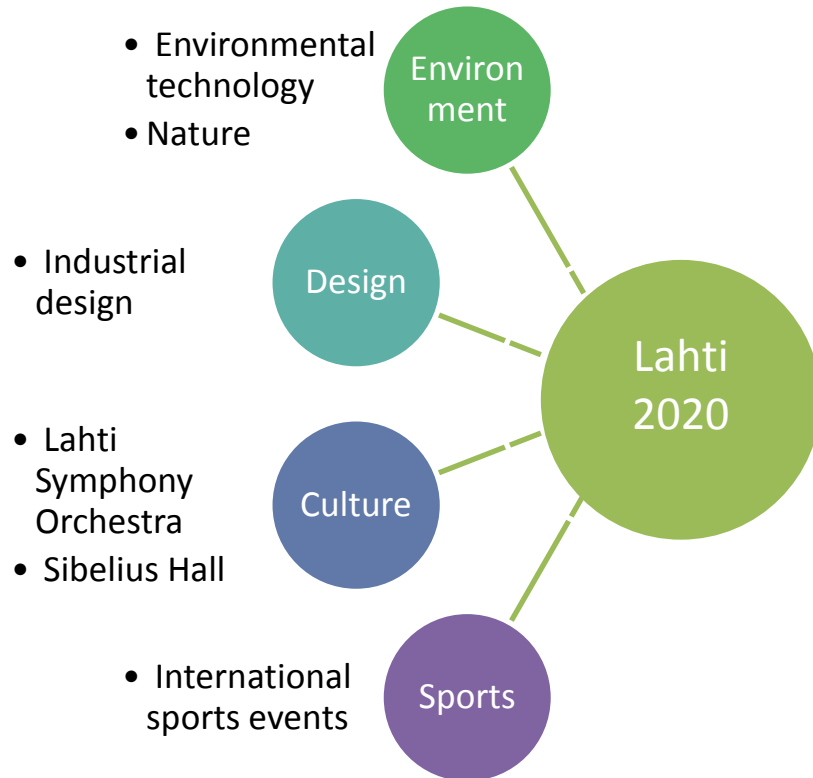 • Environmental
technology
• Nature
Environ
ment
• Industrial
design
Design
Lahti
2020
• Lahti
Symphony
Orchestra
• Sibelius Hall
Culture
• International
sports events
Sports